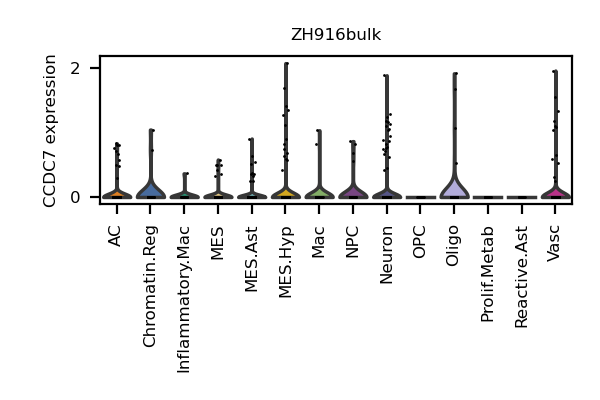 ZH916bulk
CCDC7 expression
2
0
AC
Chromatin.Reg
Inflammatory.Mac
MES
MES.Ast
MES.Hyp
Mac
NPC
Neuron
OPC
Oligo
Prolif.Metab
Reactive.Ast
Vasc